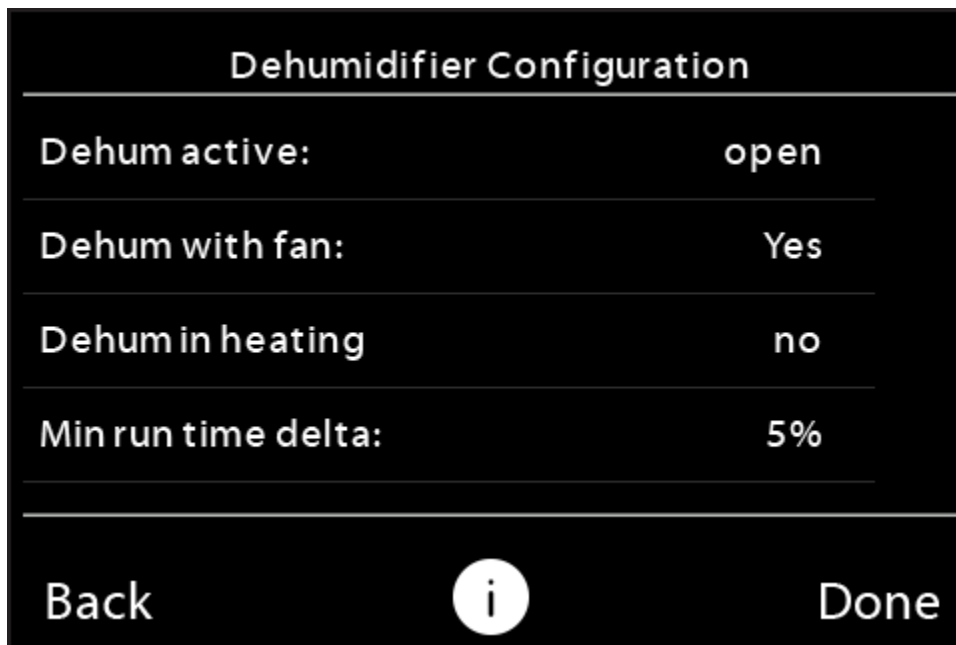 Dehumidifier Configuration
Dehum active: open
Dehum with fan: Yes
Dehum in heating no
Min run time delta: 5%
Back i Done